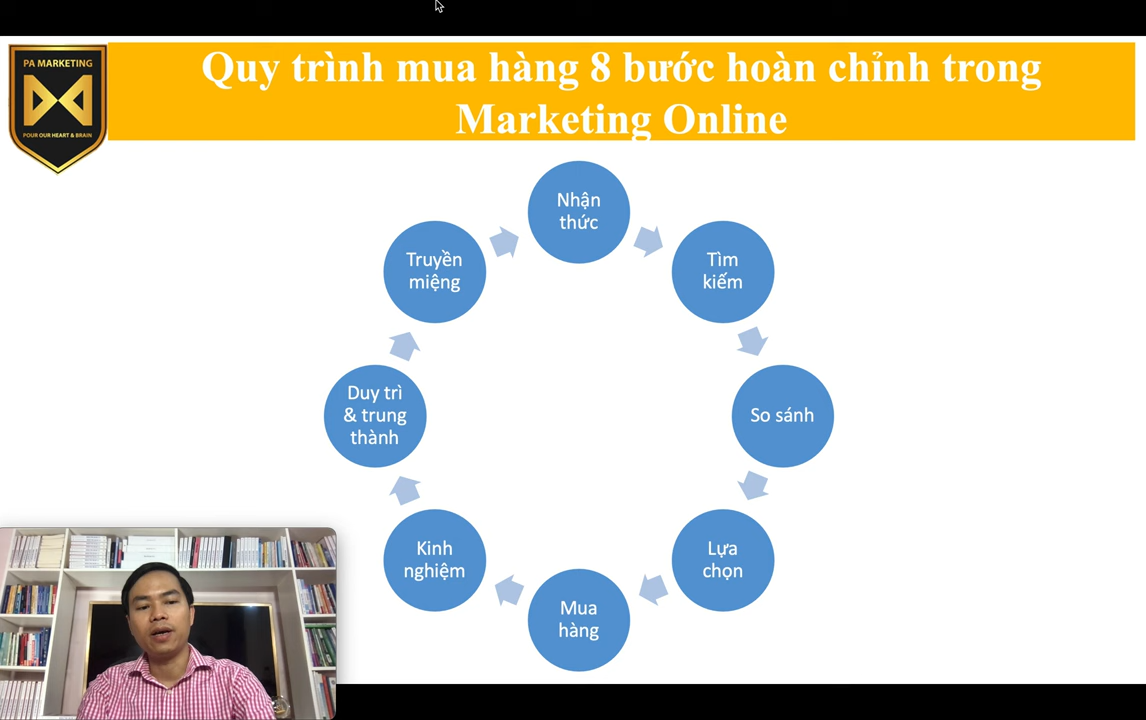 PA MARKETING
POUR OUR HEART & BRAIN
Quy trình mua hàng 8 bước hoàn chỉnh trong
Marketing Online
Nhận
thức
Tìm
kiếm
So sánh
Lựa
chọn
Mua
hàng
Kinh
nghiệm
Duy trì
& trung
thành
Truyền
miệng